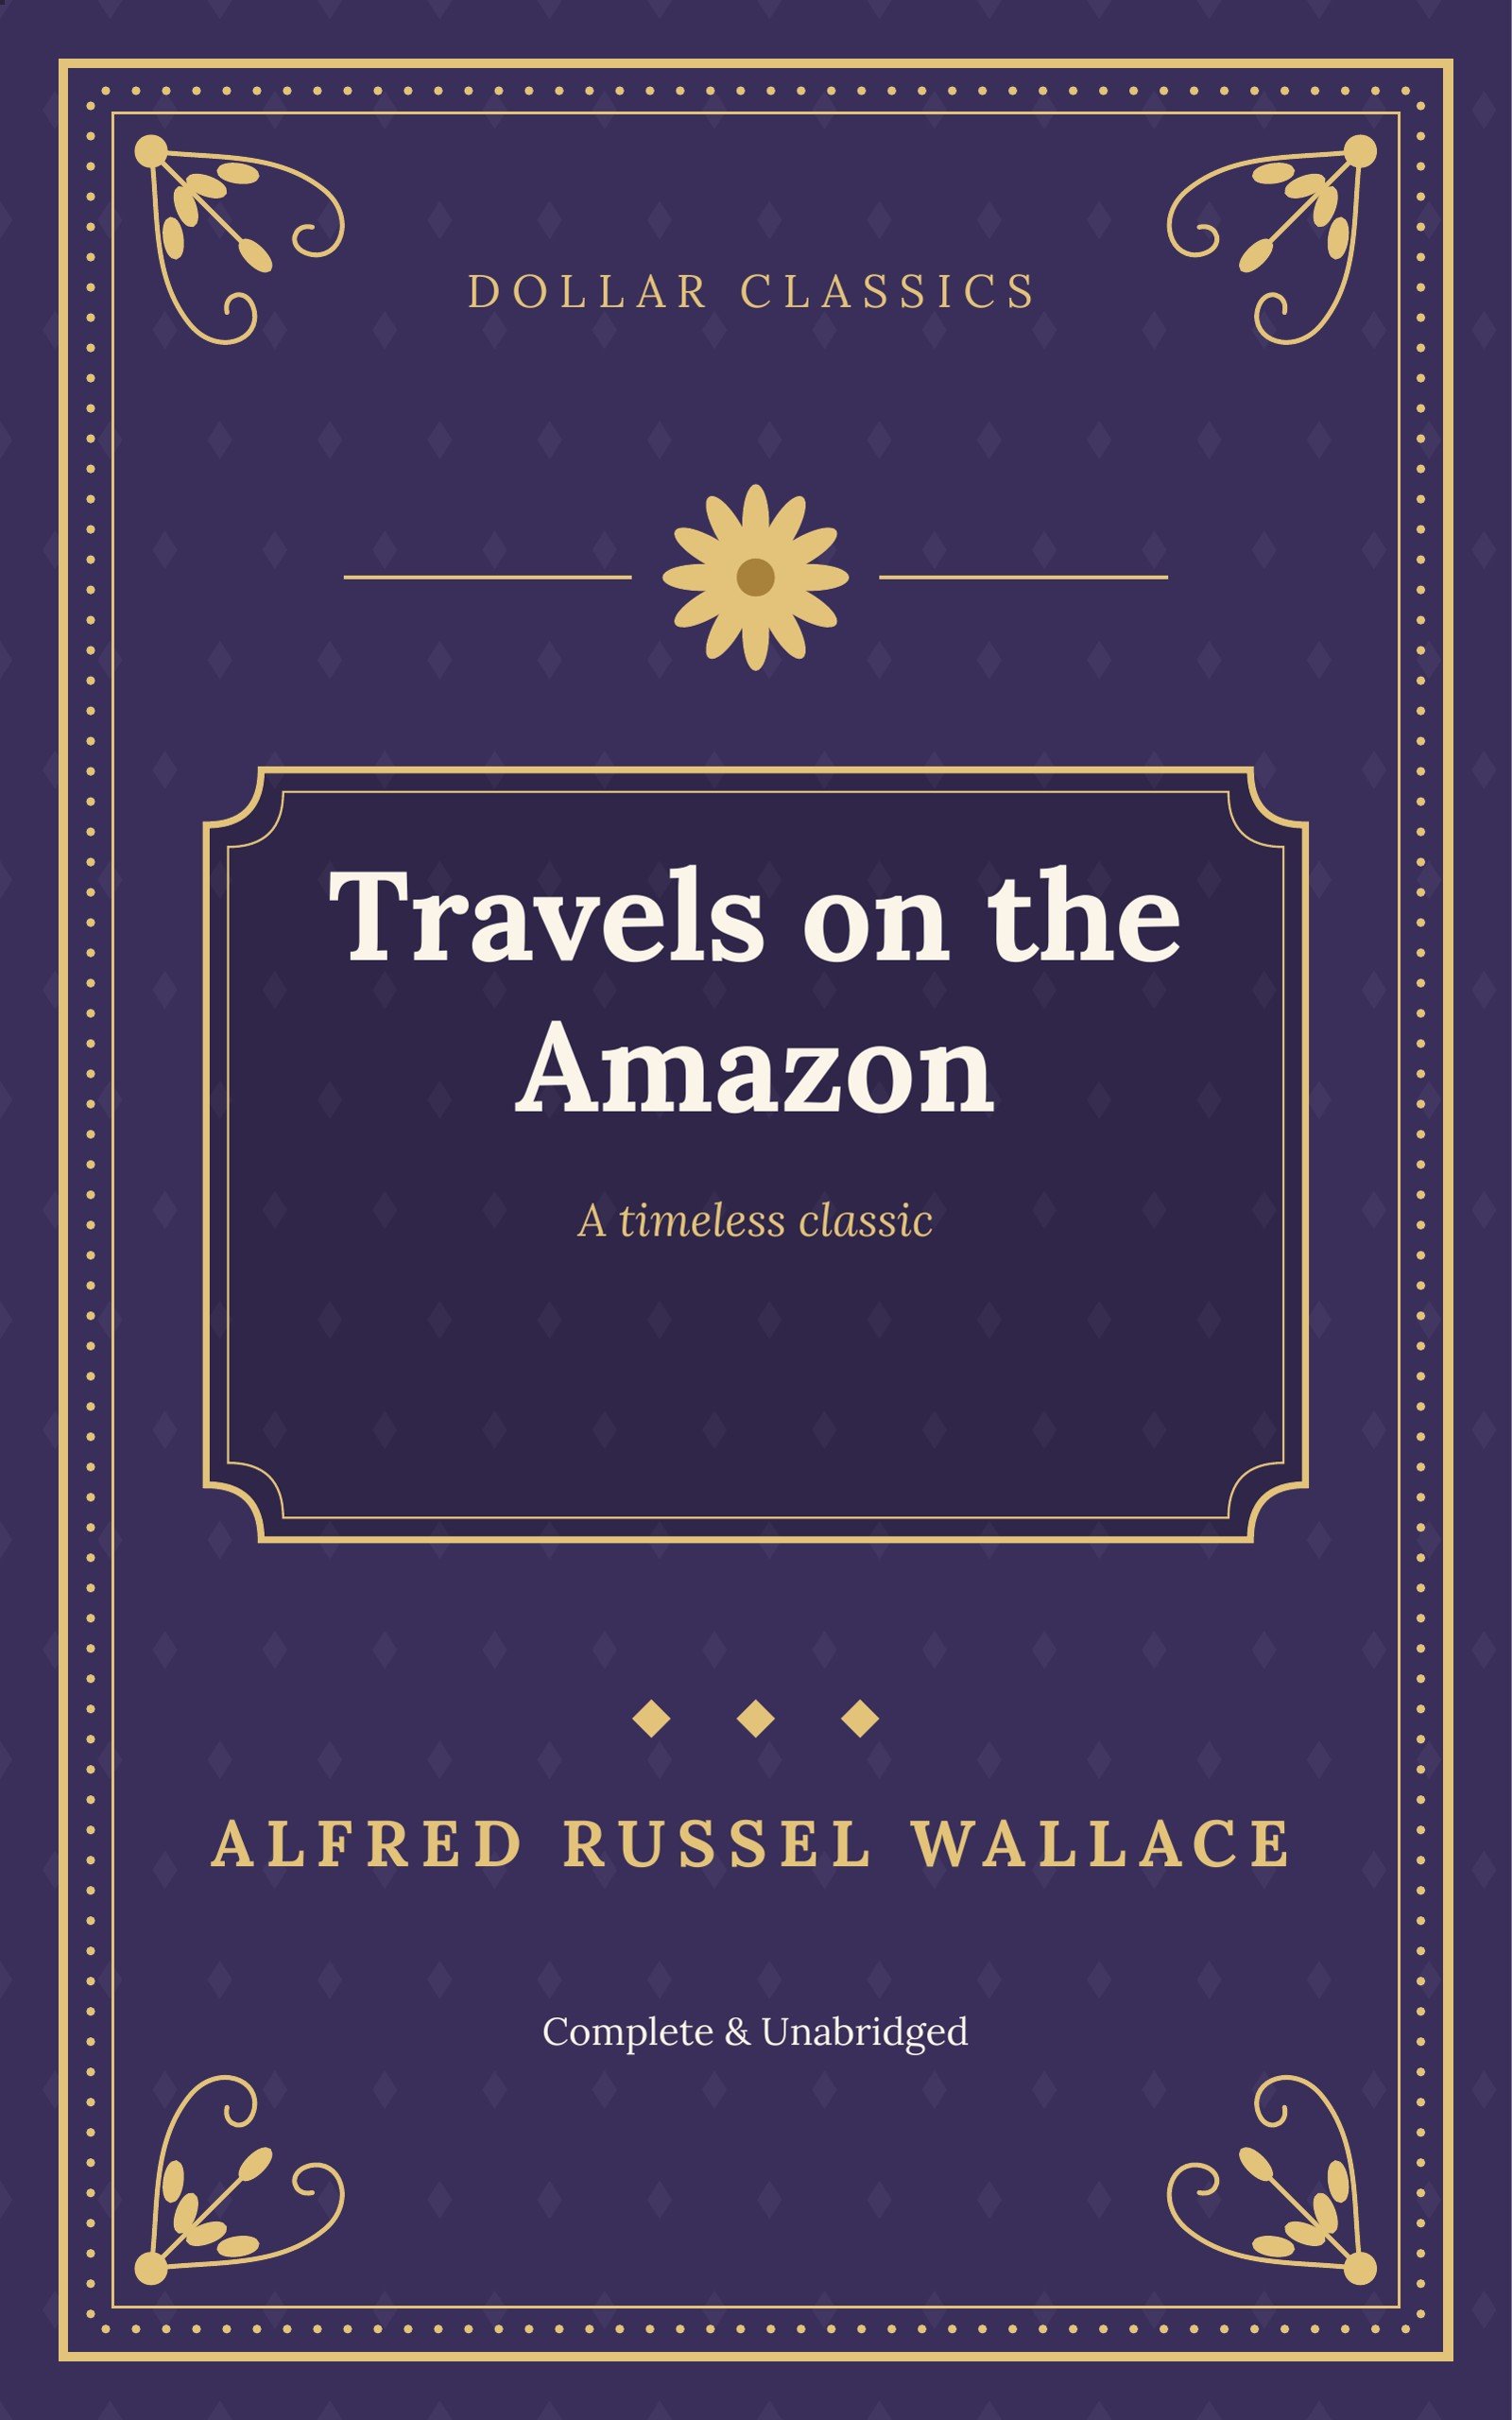 DOLLAR CLASSICS
Travels on the
Amazon
A timeless classic
ALFRED RUSSEL WALLACE
Complete & Unabridged